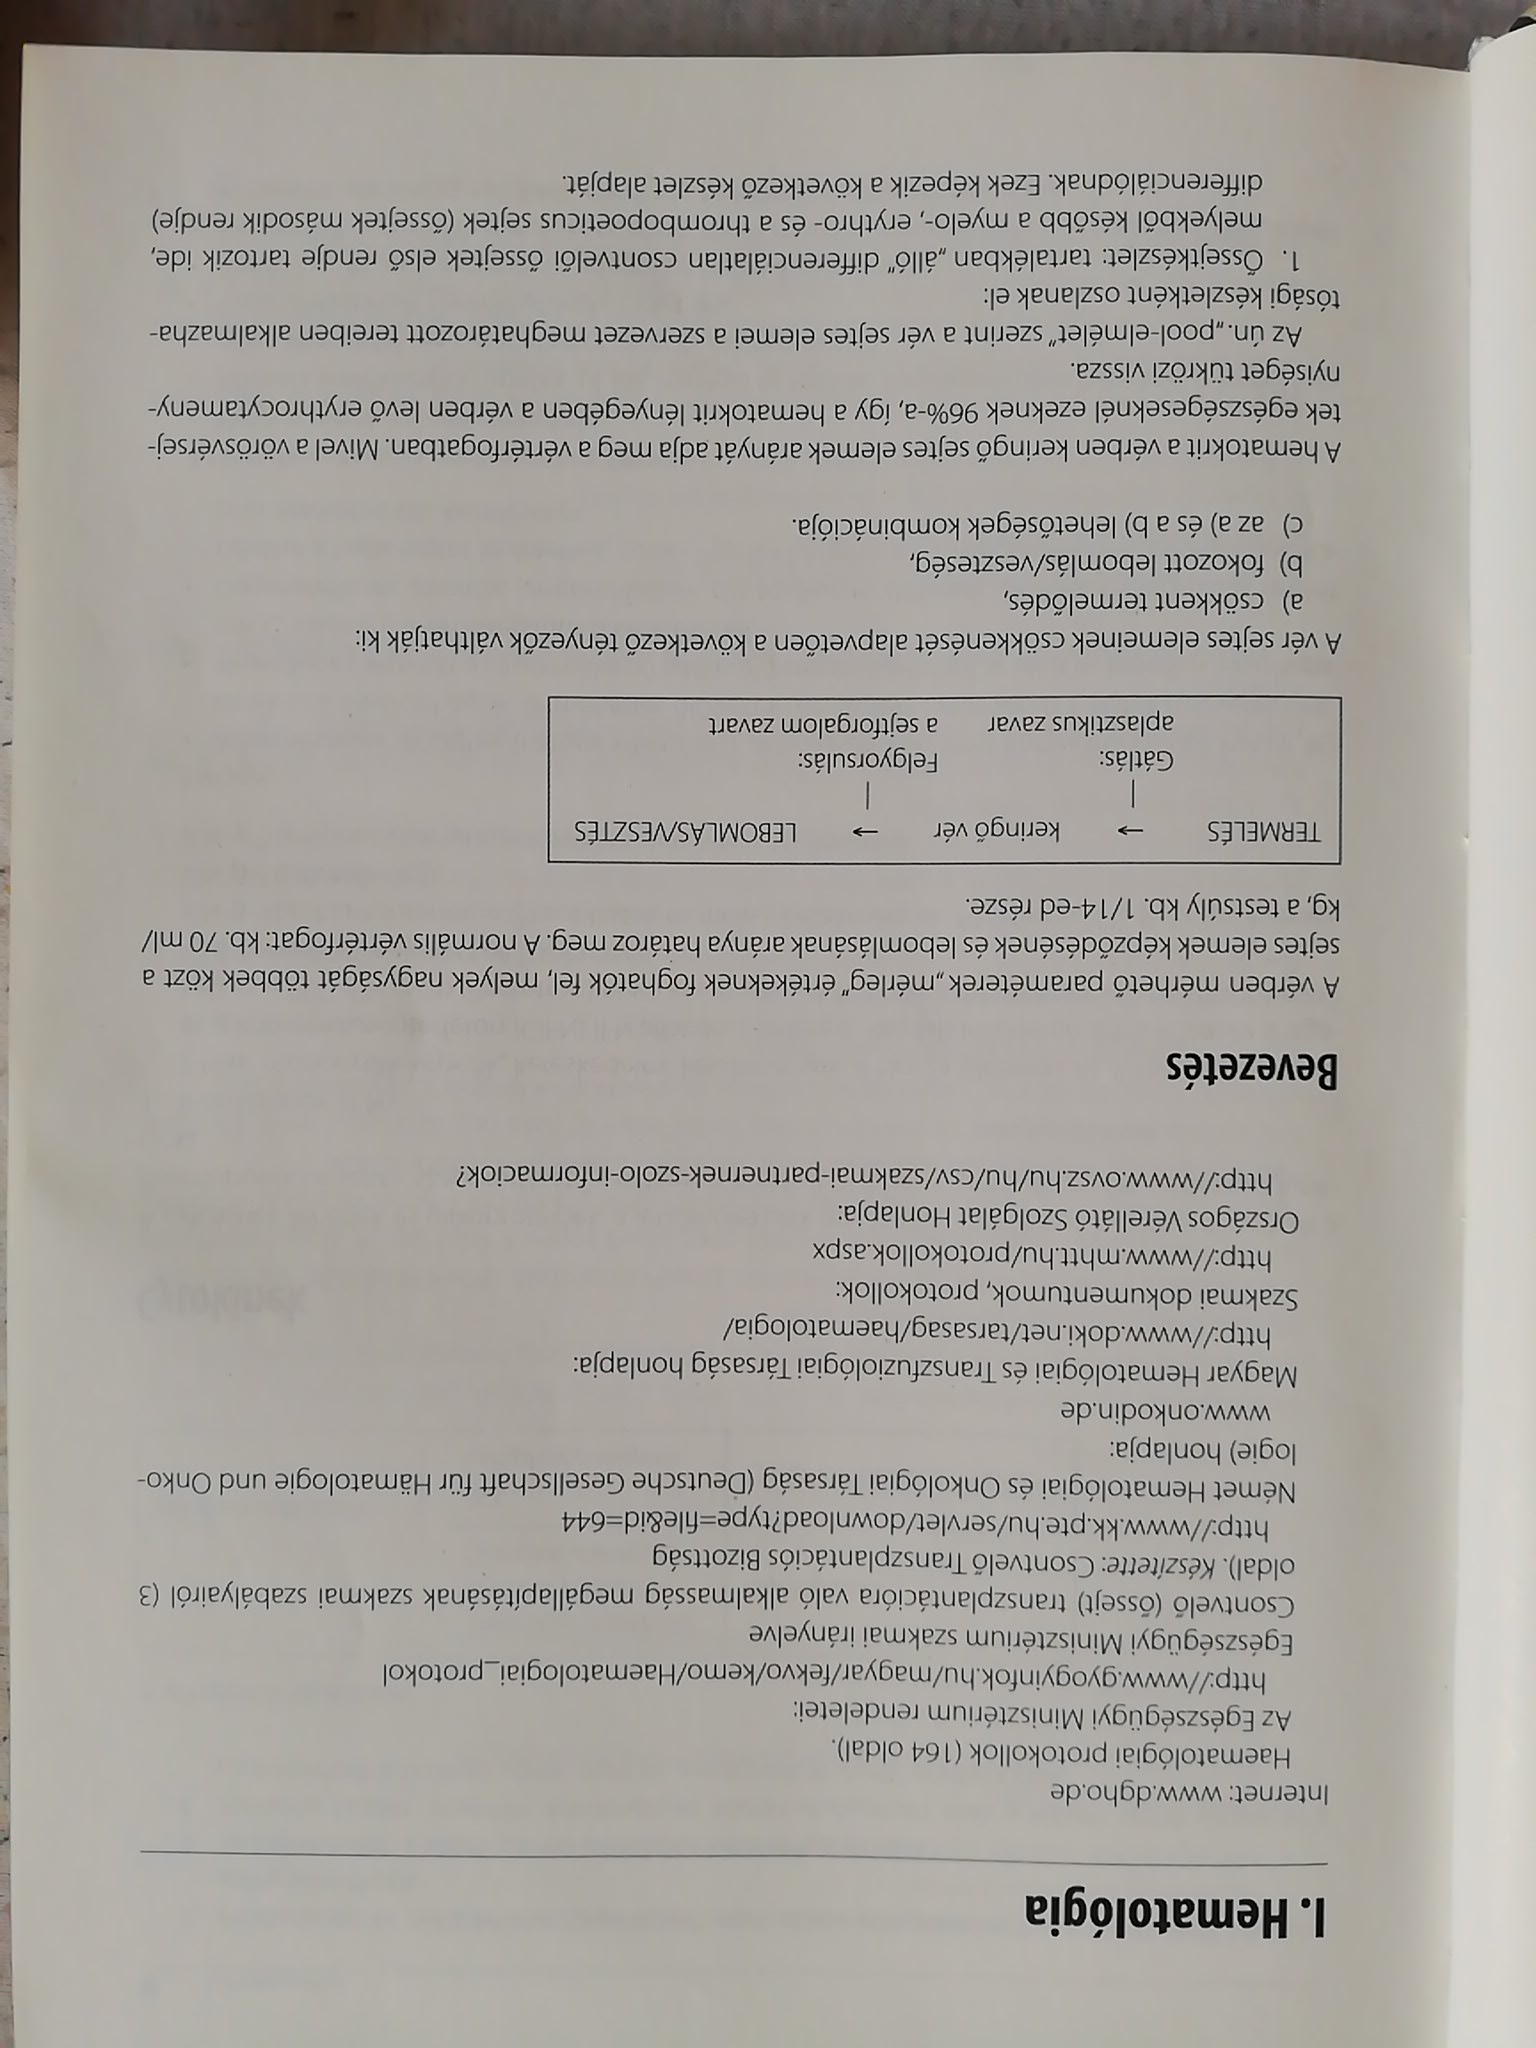 I. Hematológia
Internet: www.dgho.de
Haematológiai protokollok (164 oldal).
Az Egészségügyi Minisztérium rendeletei:
http://www.gyogyinfok.hu/magyar/fekvo/kemo/Haematologiai_protokol
Egészségügyi Minisztérium szakmai irányelve
Csontvelő (őssejt) transzplantációra való alkalmasság megállapításának szakmai szabályairól (3
oldal). Készítette: Csontvelő Transzplantációs Bizottság
http://www.kk.pte.hu/servlet/download?type=file&id=644
Német Hematológiai és Onkológiai Társaság (Deutsche Gesellschaft für Hämatologie und Onko-
logie) honlapja:
www.onkodin.de
Magyar Hematológiai és Transzfuziológiai Társaság honlapja:
http://www.doki.net/tarsasag/haematologia/
Szakmai dokumentumok, protokollok:
http://www.mhtt.hu/protokollok.aspx
Országos Vérellátó Szolgálat Honlapja:
http://www.ovsz.hu/hu/csv/szakmai-partnernek-szolo-informaciok?
Bevezetés
A vérben mérhető paraméterek „mérleg” értékeknek foghatók fel, melyek nagyságát többek közt a
sejtes elemek képződésének és lebomlásának aránya határoz meg. A normális vértérfogat: kb. 70 ml/
kg, a testsúly kb. 1/14-ed része.
TERMELÉS → keringő vér → LEBOMLÁS/VESZTÉS
| |
Gátlás: Felgyorsulás:
aplasztikus zavar a sejtforgalom zavart
A vér sejtes elemeinek csökkenését alapvetően a következő tényezők válthatják ki:
a) csökkent termelődés,
b) fokozott lebomlás/veszteség,
c) az a) és a b) lehetőségek kombinációja.
A hematokrit a vérben keringő sejtes elemek arányát adja meg a vértérfogatban. Mivel a vörösvérsej-
tek egészségeseknél ezeknek 96%-a, így a hematokrit lényegében a vérben levő erythrocytameny-
nyiséget tükrözi vissza.
Az ún. „pool-elmélet” szerint a vér sejtes elemei a szervezet meghatározott tereiben alkalmazha-
tósági készletként oszlanak el:
1. Őssejtkészlet: tartalékban „álló” differenciálatlan csontvelői őssejtek első rendje tartozik ide,
melyekből később a myelo-, erythro- és a thrombopoeticus sejtek (őssejtek második rendje)
differenciálódnak. Ezek képezik a következő készlet alapját.